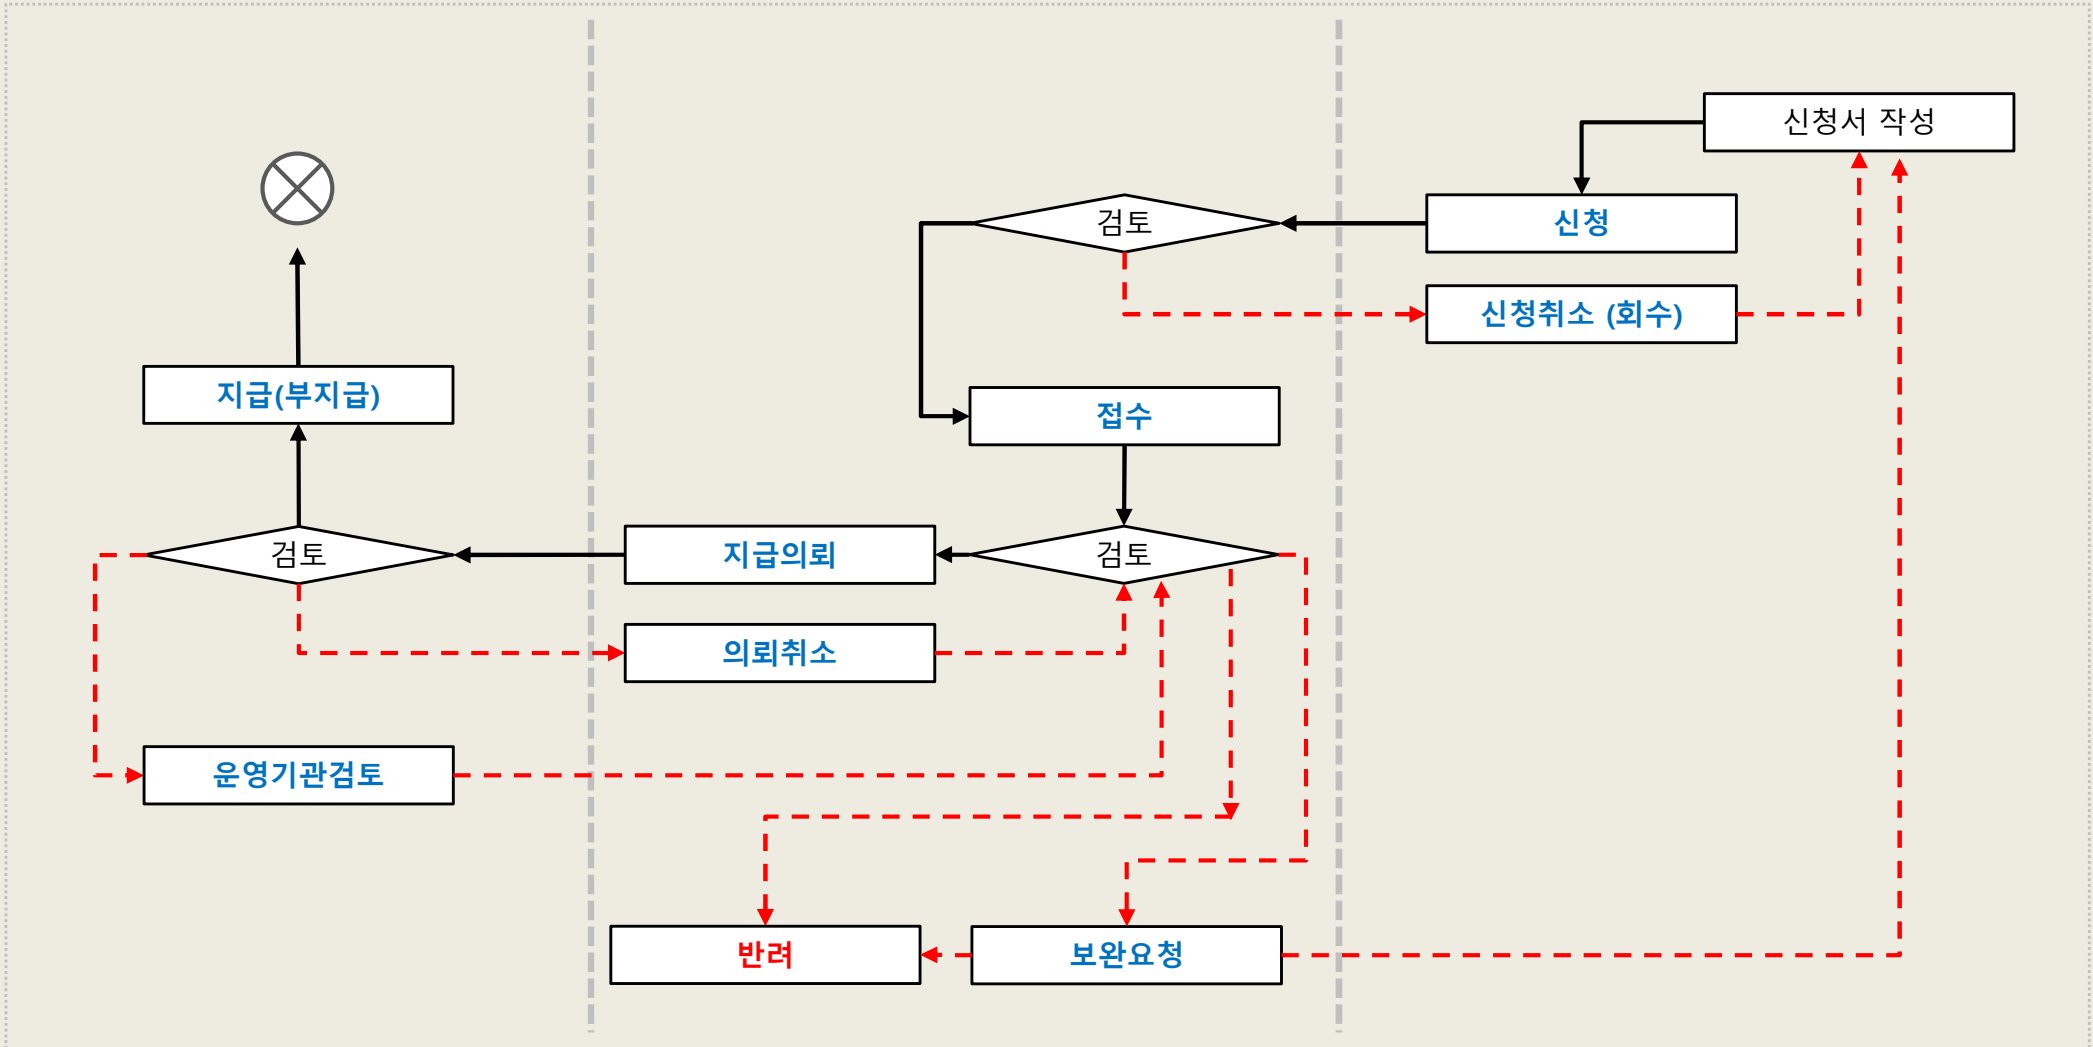 신청서 작성
검토
신청
신청취소 (회수)
지급(부지급)
접수
검토
지급의뢰
검토
의뢰취소
운영기관검토
반려
보완요청